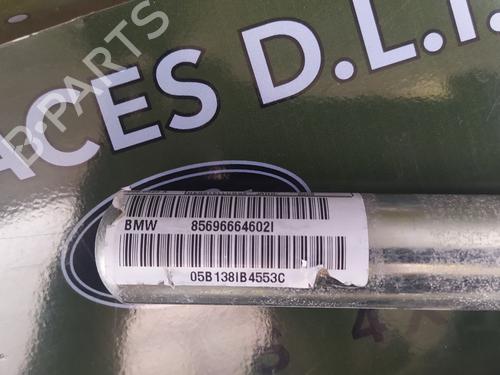 ACES D.L.I.
B-PARTS
BMW 85696664602I
05B138IB4553C